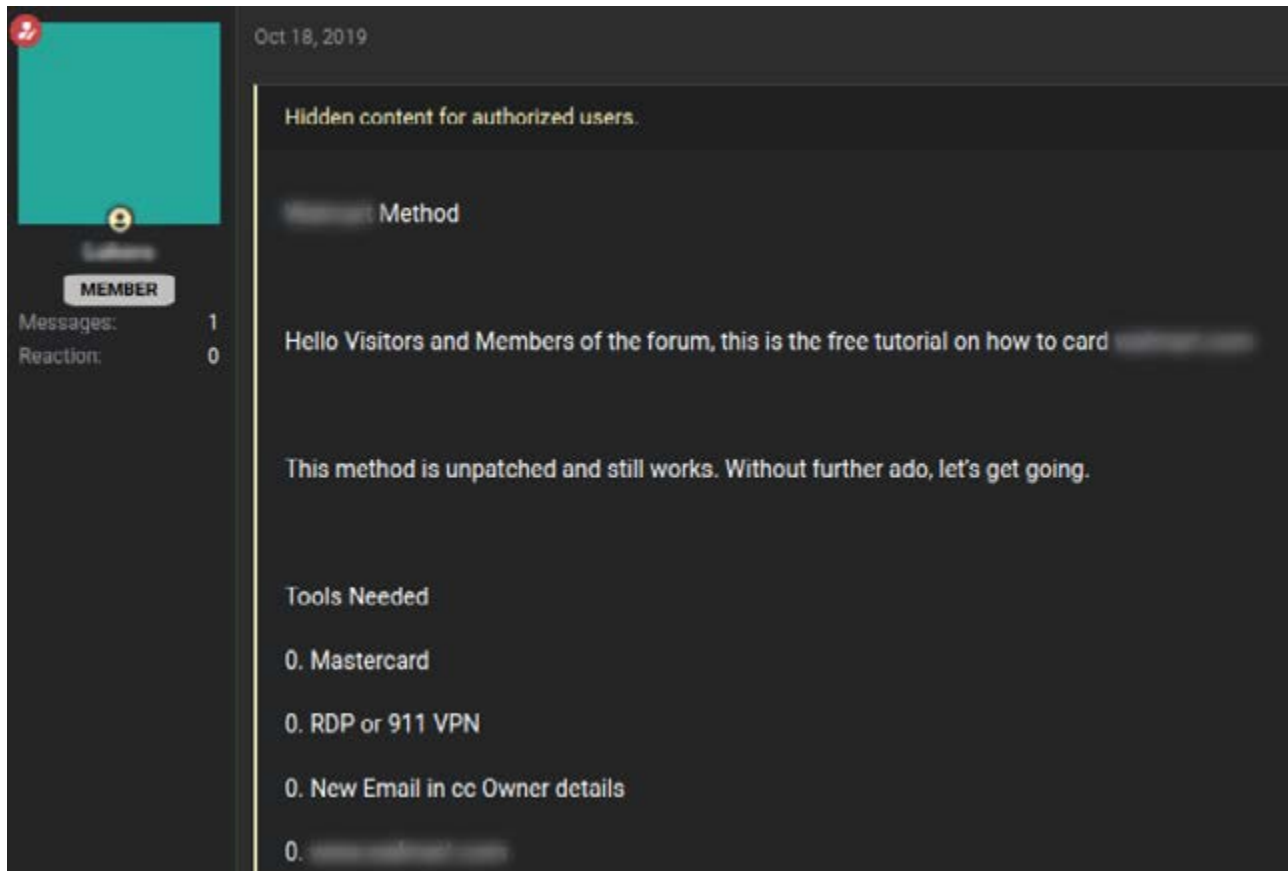 Oct 18, 2019
Hidden content for authorized users.
Method
MEMBER
Messages: 1
Reaction: 0
Hello Visitors and Members of the forum, this is the free tutorial on how to card
This method is unpatched and still works. Without further ado, let's get going.
Tools Needed
0. Mastercard
0. RDP or 911 VPN
0. New Email in cc Owner details
0.